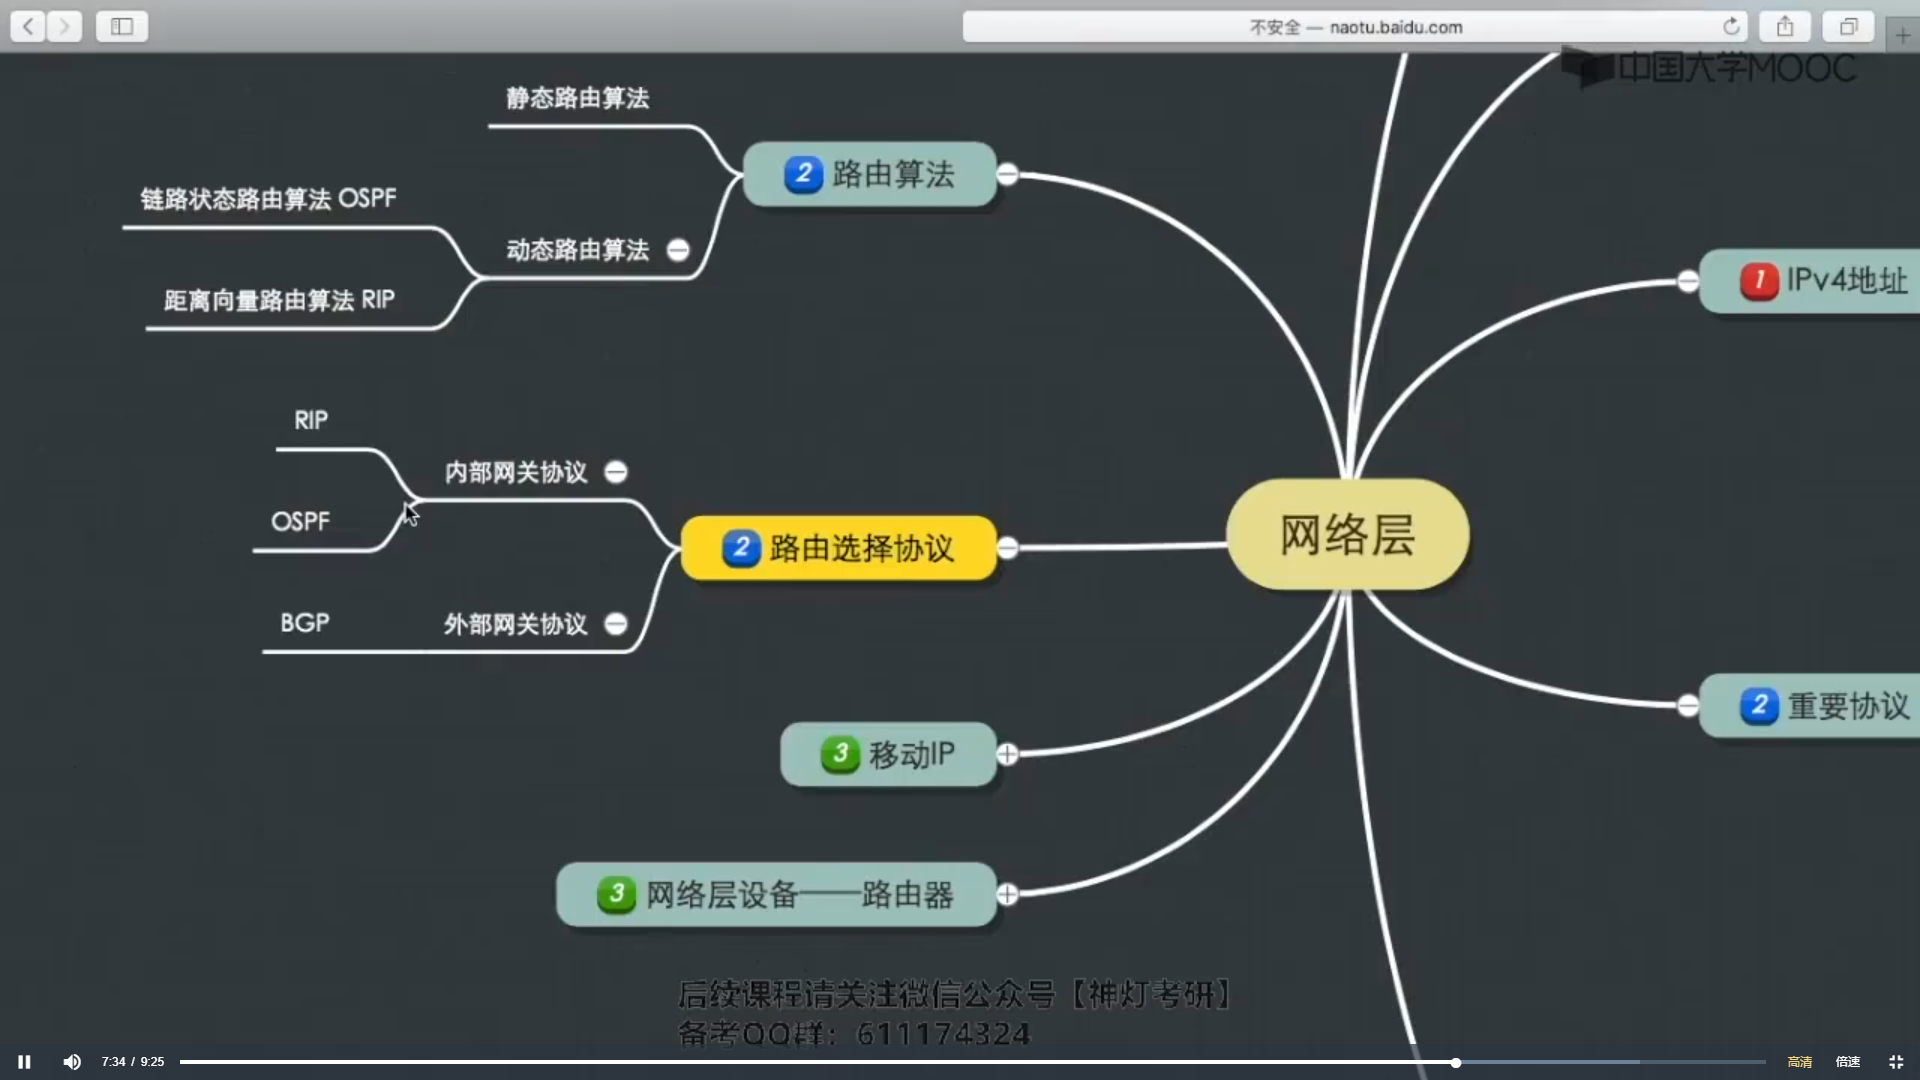 不安全 — naotu.baidu.com
中国大学MOOC
静态路由算法
2 路由算法
链路状态路由算法 OSPF
动态路由算法
距离向量路由算法 RIP
1 IPv4地址
RIP
内部网关协议
OSPF
2 路由选择协议
网络层
BGP
外部网关协议
2 重要协议
3 移动IP
3 网络层设备——路由器
后续课程请关注微信公众号【神灯考研】
备考QQ群：611174324
7:34 / 9:25
高清
倍速